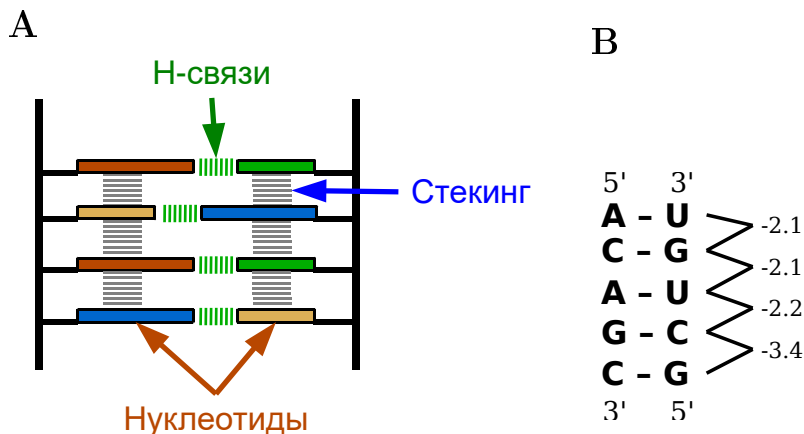 A
H-связи
Стекинг
Нуклеотиды
B
5' 3'
A – U
C – G
A – U
G – C
C – G
3' 5'
-2.1
-2.1
-2.2
-3.4